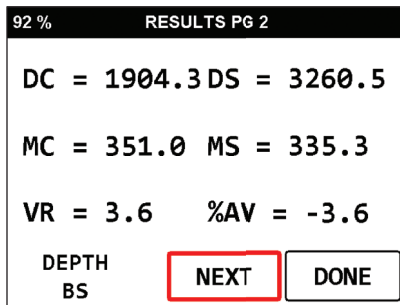 92 % RESULTS PG 2
DC = 1904.3 DS = 3260.5
MC = 351.0 MS = 335.3
VR = 3.6 %AV = -3.6
DEPTH
BS
NEXT
DONE